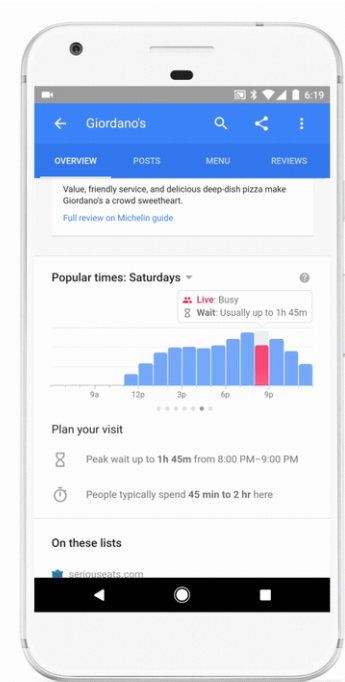 6:19
Giordano's
OVERVIEW POSTS MENU REVIEWS
Value, friendly service, and delicious deep-dish pizza make
Giordano's a crowd sweetheart.
Full review on Michelin guide
Popular times: Saturdays
Live: Busy
Wait: Usually up to 1h 45m
9a 12p 3p 6p 9p
Plan your visit
Peak wait up to 1h 45m from 8:00 PM–9:00 PM
People typically spend 45 min to 2 hr here
On these lists
seriouseats.com